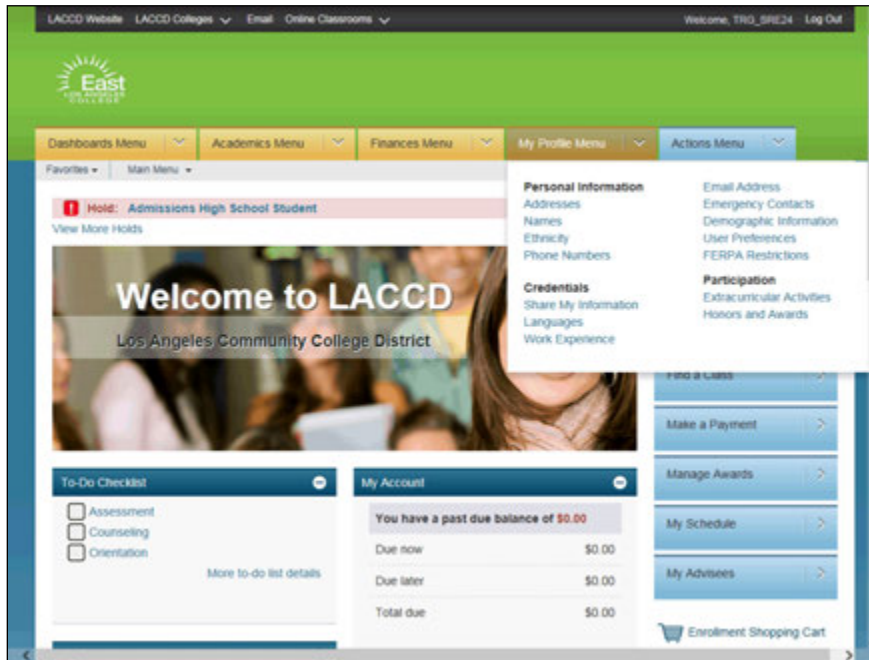 LACCD Website LACCD Colleges Email Online Classrooms Welcome, TRG_SRE24 Log Out
East
LOS ANGELES
COLLEGE
Dashboards Menu Academics Menu Finances Menu My Profile Menu Actions Menu
Favorites Main Menu
Personal Information
Addresses
Names
Ethnicity
Phone Numbers
Credentials
Share My Information
Languages
Work Experience
Email Address
Emergency Contacts
Demographic Information
User Preferences
FERPA Restrictions
Participation
Extracurricular Activities
Honors and Awards
Hold: Admissions High School Student
View More Holds
Welcome to LACCD
Los Angeles Community College District
Find a Class
Make a Payment
Manage Awards
My Schedule
My Advisees
Enrollment Shopping Cart
To-Do Checklist
Assessment
Counseling
Orientation
More to-do list details
My Account
You have a past due balance of $0.00
Due now $0.00
Due later $0.00
Total due $0.00